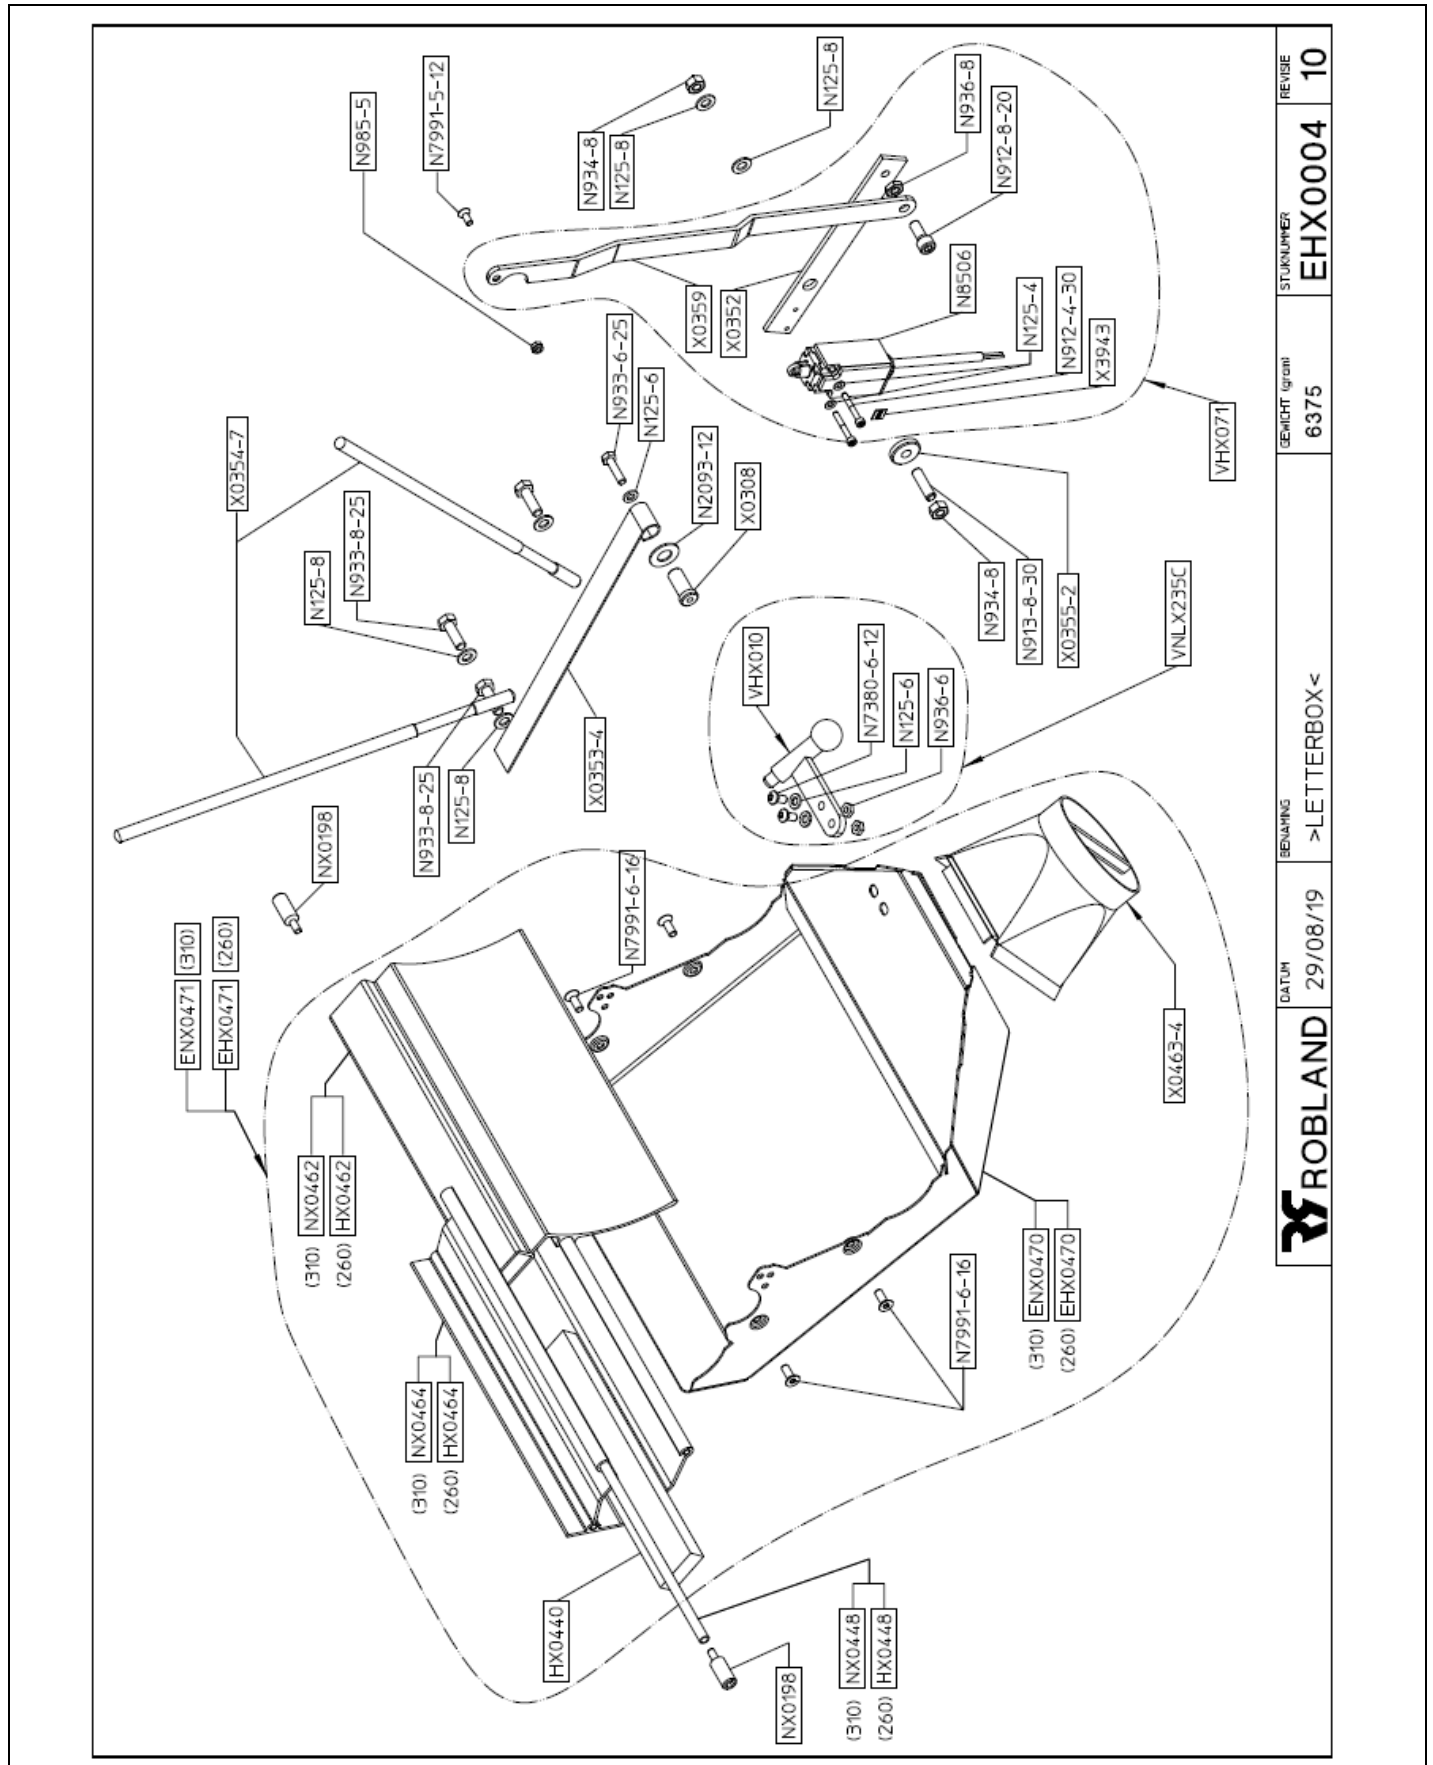 N985-5
N7991-5-12
N934-8
N125-8
N125-8
N936-8
N912-8-20
X0359
X0352
N8506
N125-4
N912-4-30
X3943
VHX071
X0354-7
N933-6-25
N125-6
N2093-12
X0308
N125-8
N933-8-25
N933-8-25
N125-8
X0353-4
N934-8
N913-8-30
X0355-2
VHX010
N7380-6-12
N125-6
N936-6
VNLX235C
NX0198
ENX0471 (310)
EHX0471 (260)
N7991-6-16
X0463-4
(310) NX0462
(260) HX0462
(310) NX0464
(260) HX0464
N7991-6-16
(310) ENX0470
(260) EHX0470
HX0440
NX0198
(310) NX0448
(260) HX0448
ROBLAND
DATUM
29/08/19
BENAMING
>LETTERBOX<
GEWICHT (gram)
6375
STUKNUMMER
EHX0004
REVISIE
10